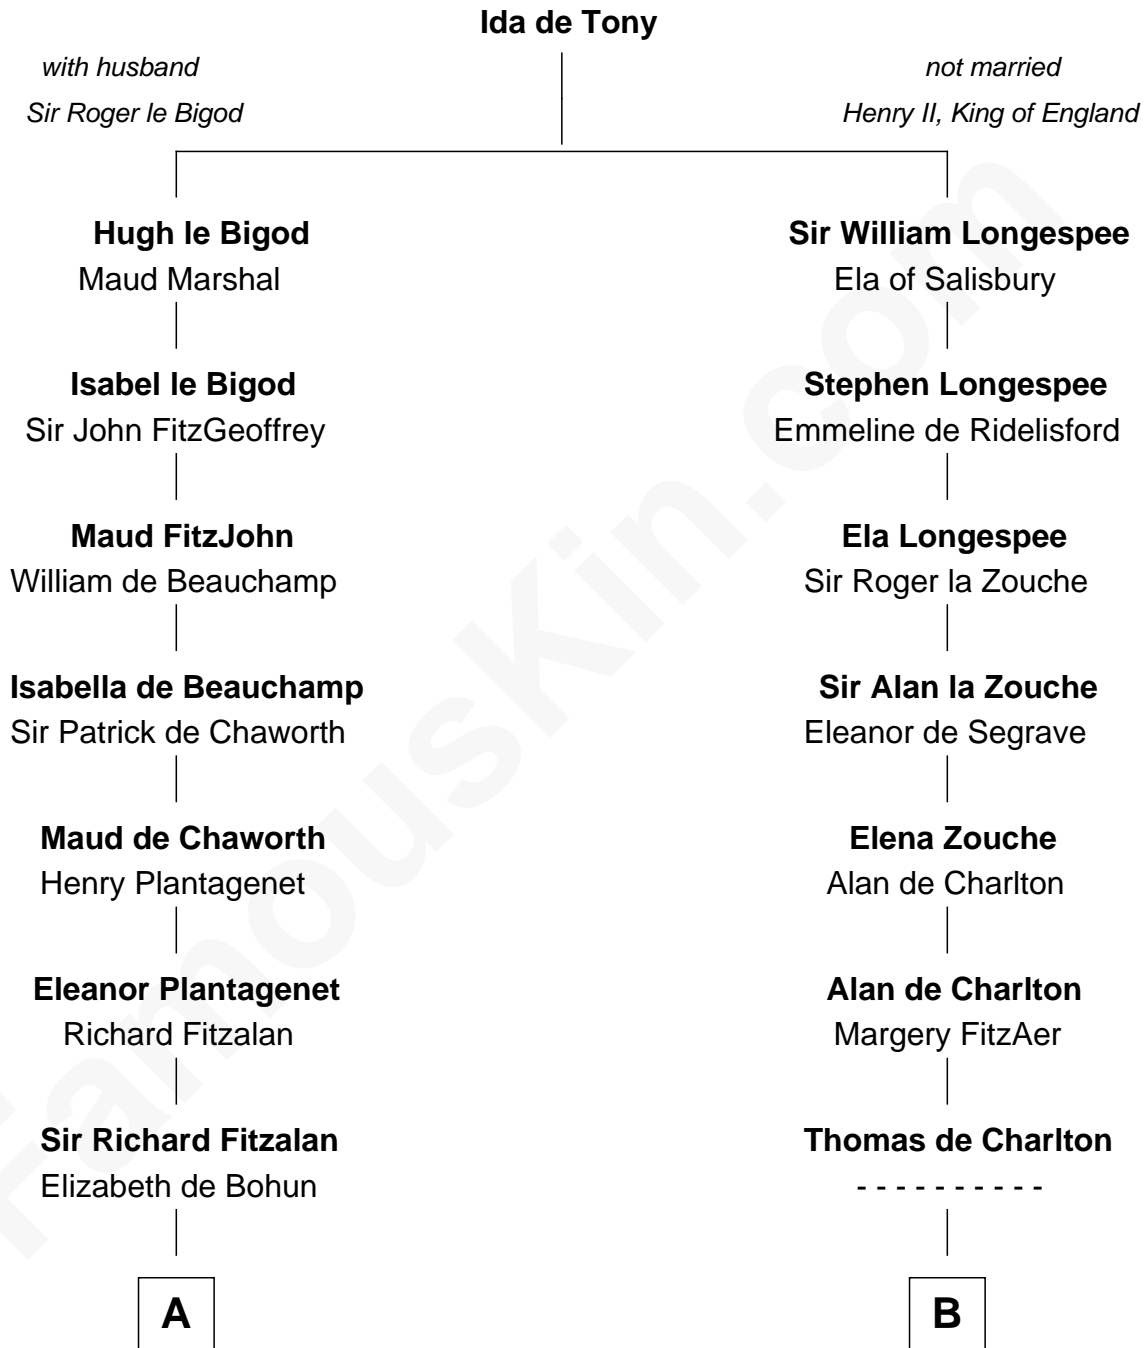 Ida de Tony
with husband
Sir Roger le Bigod
not married
Henry II, King of England
Hugh le Bigod
Maud Marshal
Sir William Longespee
Ela of Salisbury
Isabel le Bigod
Sir John FitzGeoffrey
Stephen Longespee
Emmeline de Ridelisford
Maud FitzJohn
William de Beauchamp
Ela Longespee
Sir Roger la Zouche
Isabella de Beauchamp
Sir Patrick de Chaworth
Sir Alan la Zouche
Eleanor de Segrave
Maud de Chaworth
Henry Plantagenet
Elena Zouche
Alan de Charlton
Eleanor Plantagenet
Richard Fitzalan
Alan de Charlton
Margery FitzAer
Sir Richard Fitzalan
Elizabeth de Bohun
Thomas de Charlton
- - - - - - - - - -
A
B
FamousKin.com